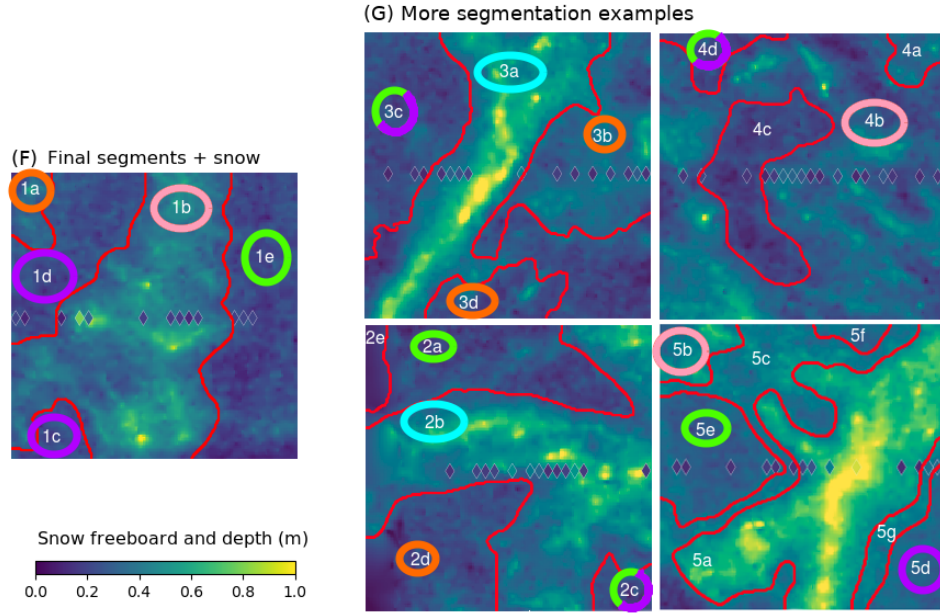 (G) More segmentation examples
3a
3c
3b
3d
4d
4a
4b
4c
(F) Final segments + snow
1a
1b
1e
1d
1c
2e
2a
2b
2d
2c
5b
5c
5f
5e
5a
5g
5d
Snow freeboard and depth (m)
0.0 0.2 0.4 0.6 0.8 1.0